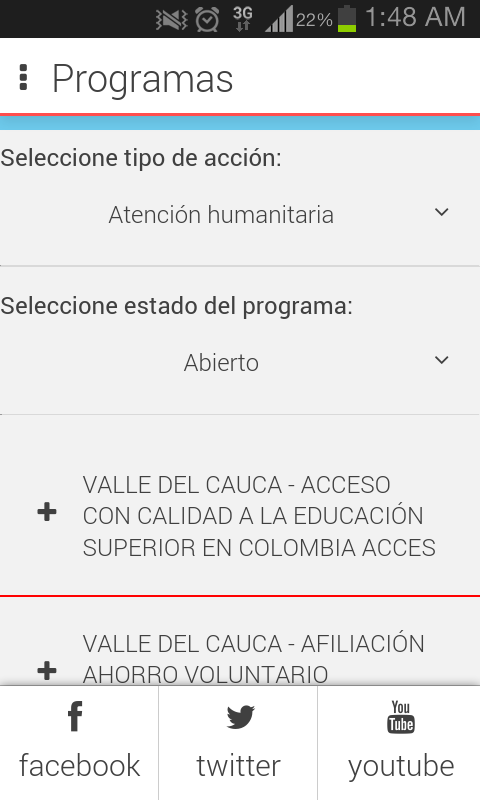 3G 22% 1:48 AM
Programas
Seleccione tipo de acción:
Atención humanitaria
Seleccione estado del programa:
Abierto
VALLE DEL CAUCA - ACCESO
CON CALIDAD A LA EDUCACIÓN
SUPERIOR EN COLOMBIA ACCES
VALLE DEL CAUCA - AFILIACIÓN
AHORRO VOLUNTARIO
You
Tube
facebook twitter youtube